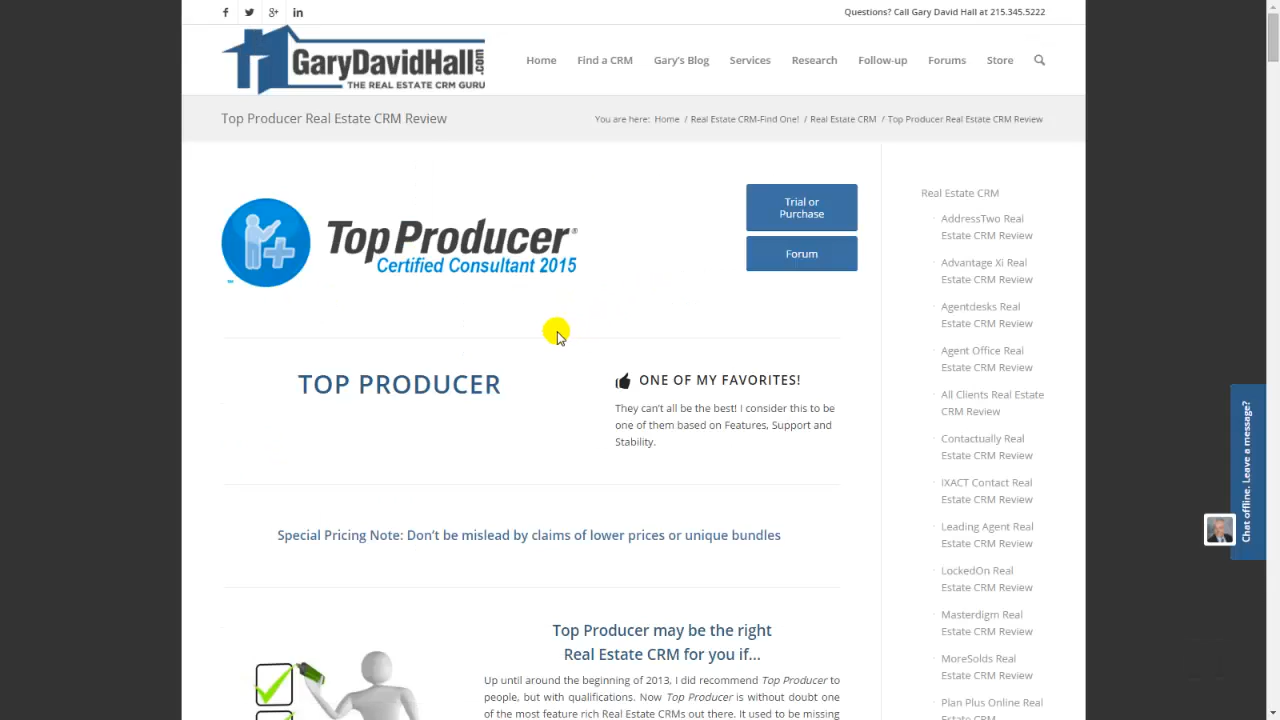 Questions? Call Gary David Hall at 215.345.5222
GaryDavidHall.com
THE REAL ESTATE CRM GURU
Home Find a CRM Gary's Blog Services Research Follow-up Forums Store
Top Producer Real Estate CRM Review
You are here: Home / Real Estate CRM-Find One! / Real Estate CRM / Top Producer Real Estate CRM Review
Top Producer®
Certified Consultant 2015
™
Trial or
Purchase
Forum
TOP PRODUCER
ONE OF MY FAVORITES!
They can't all be the best! I consider this to be
one of them based on Features, Support and
Stability.
Special Pricing Note: Don't be mislead by claims of lower prices or unique bundles
Top Producer may be the right
Real Estate CRM for you if...
Up until around the beginning of 2013, I did recommend Top Producer to
people, but with qualifications. Now Top Producer is without doubt one
of the most feature rich Real Estate CRMs out there. It used to be missing
Real Estate CRM
AddressTwo Real
Estate CRM Review
Advantage Xi Real
Estate CRM Review
Agentdesks Real
Estate CRM Review
Agent Office Real
Estate CRM Review
All Clients Real Estate
CRM Review
Contactually Real
Estate CRM Review
IXACT Contact Real
Estate CRM Review
Leading Agent Real
Estate CRM Review
LockedOn Real
Estate CRM Review
Masterdigm Real
Estate CRM Review
MoreSolds Real
Estate CRM Review
Plan Plus Online Real
Estate CRM
Chat offline. Leave a message?